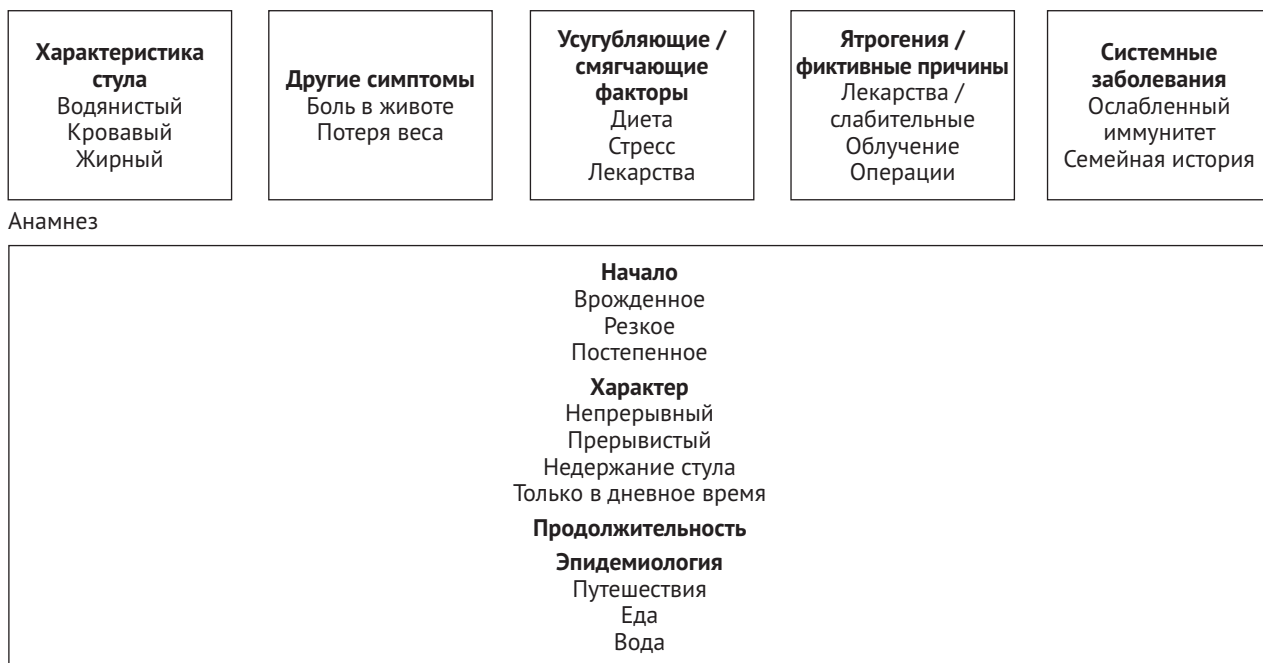 Характеристика
стула
Водянистый
Кровавый
Жирный
Другие симптомы
Боль в животе
Потеря веса
Усугубляющие /
смягчающие
факторы
Диета
Стресс
Лекарства
Ятрогения /
фиктивные причины
Лекарства /
слабительные
Облучение
Операции
Системные
заболевания
Ослабленный
иммунитет
Семейная история
Анамнез
Начало
Врожденное
Резкое
Постепенное
Характер
Непрерывный
Прерывистый
Недержание стула
Только в дневное время
Продолжительность
Эпидемиология
Путешествия
Еда
Вода